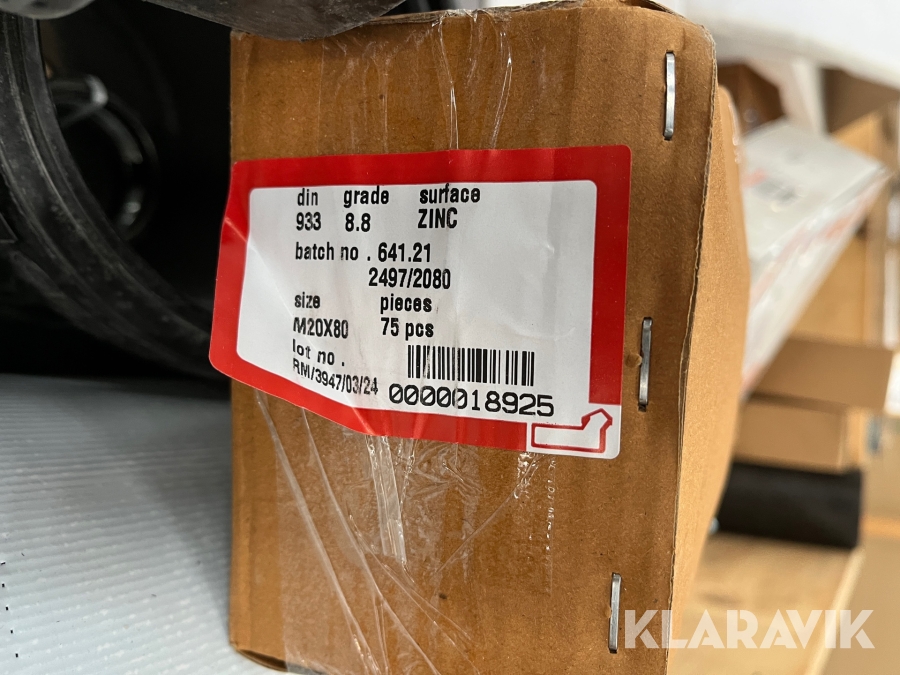 din grade surface
933 8.8 ZINC
batch no . 641.21
2497/2080
size pieces
M20X80 75 pcs
lot no .
RM/3947/03/24
0000018925
KLARAVIK